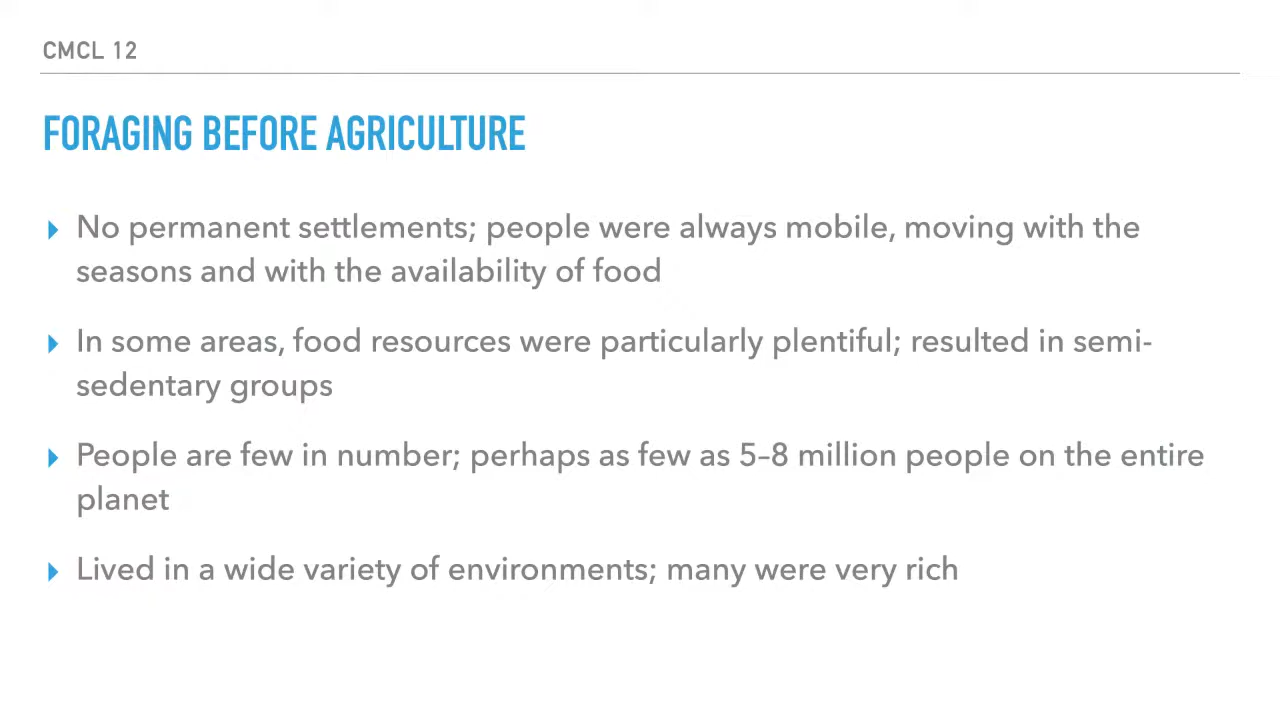 CMCL 12
FORAGING BEFORE AGRICULTURE
▸ No permanent settlements; people were always mobile, moving with the
seasons and with the availability of food
▸ In some areas, food resources were particularly plentiful; resulted in semi-
sedentary groups
▸ People are few in number; perhaps as few as 5–8 million people on the entire
planet
▸ Lived in a wide variety of environments; many were very rich